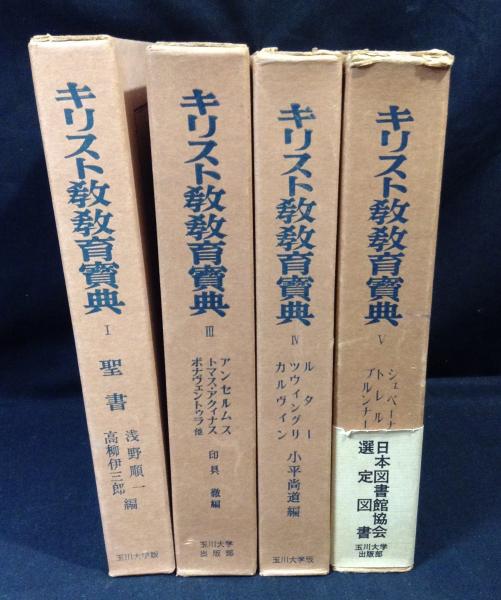 キリスト教教育寶典
I
聖書
浅野順一
高柳伊三郎
編
玉川大学版
キリスト教教育寶典
III
アンセルムス
トマス・アクィナス
ボナヴェントゥラ他
印具徹編
玉川大学
出版部
キリスト教教育寶典
IV
ルター
ツウィングリ
カルヴィン
小平尚道編
玉川大学版
キリスト教教育寶典
V
シュペーナ
トレル
ブルンナー
日本図書館協会
選定図書
玉川大学
出版部